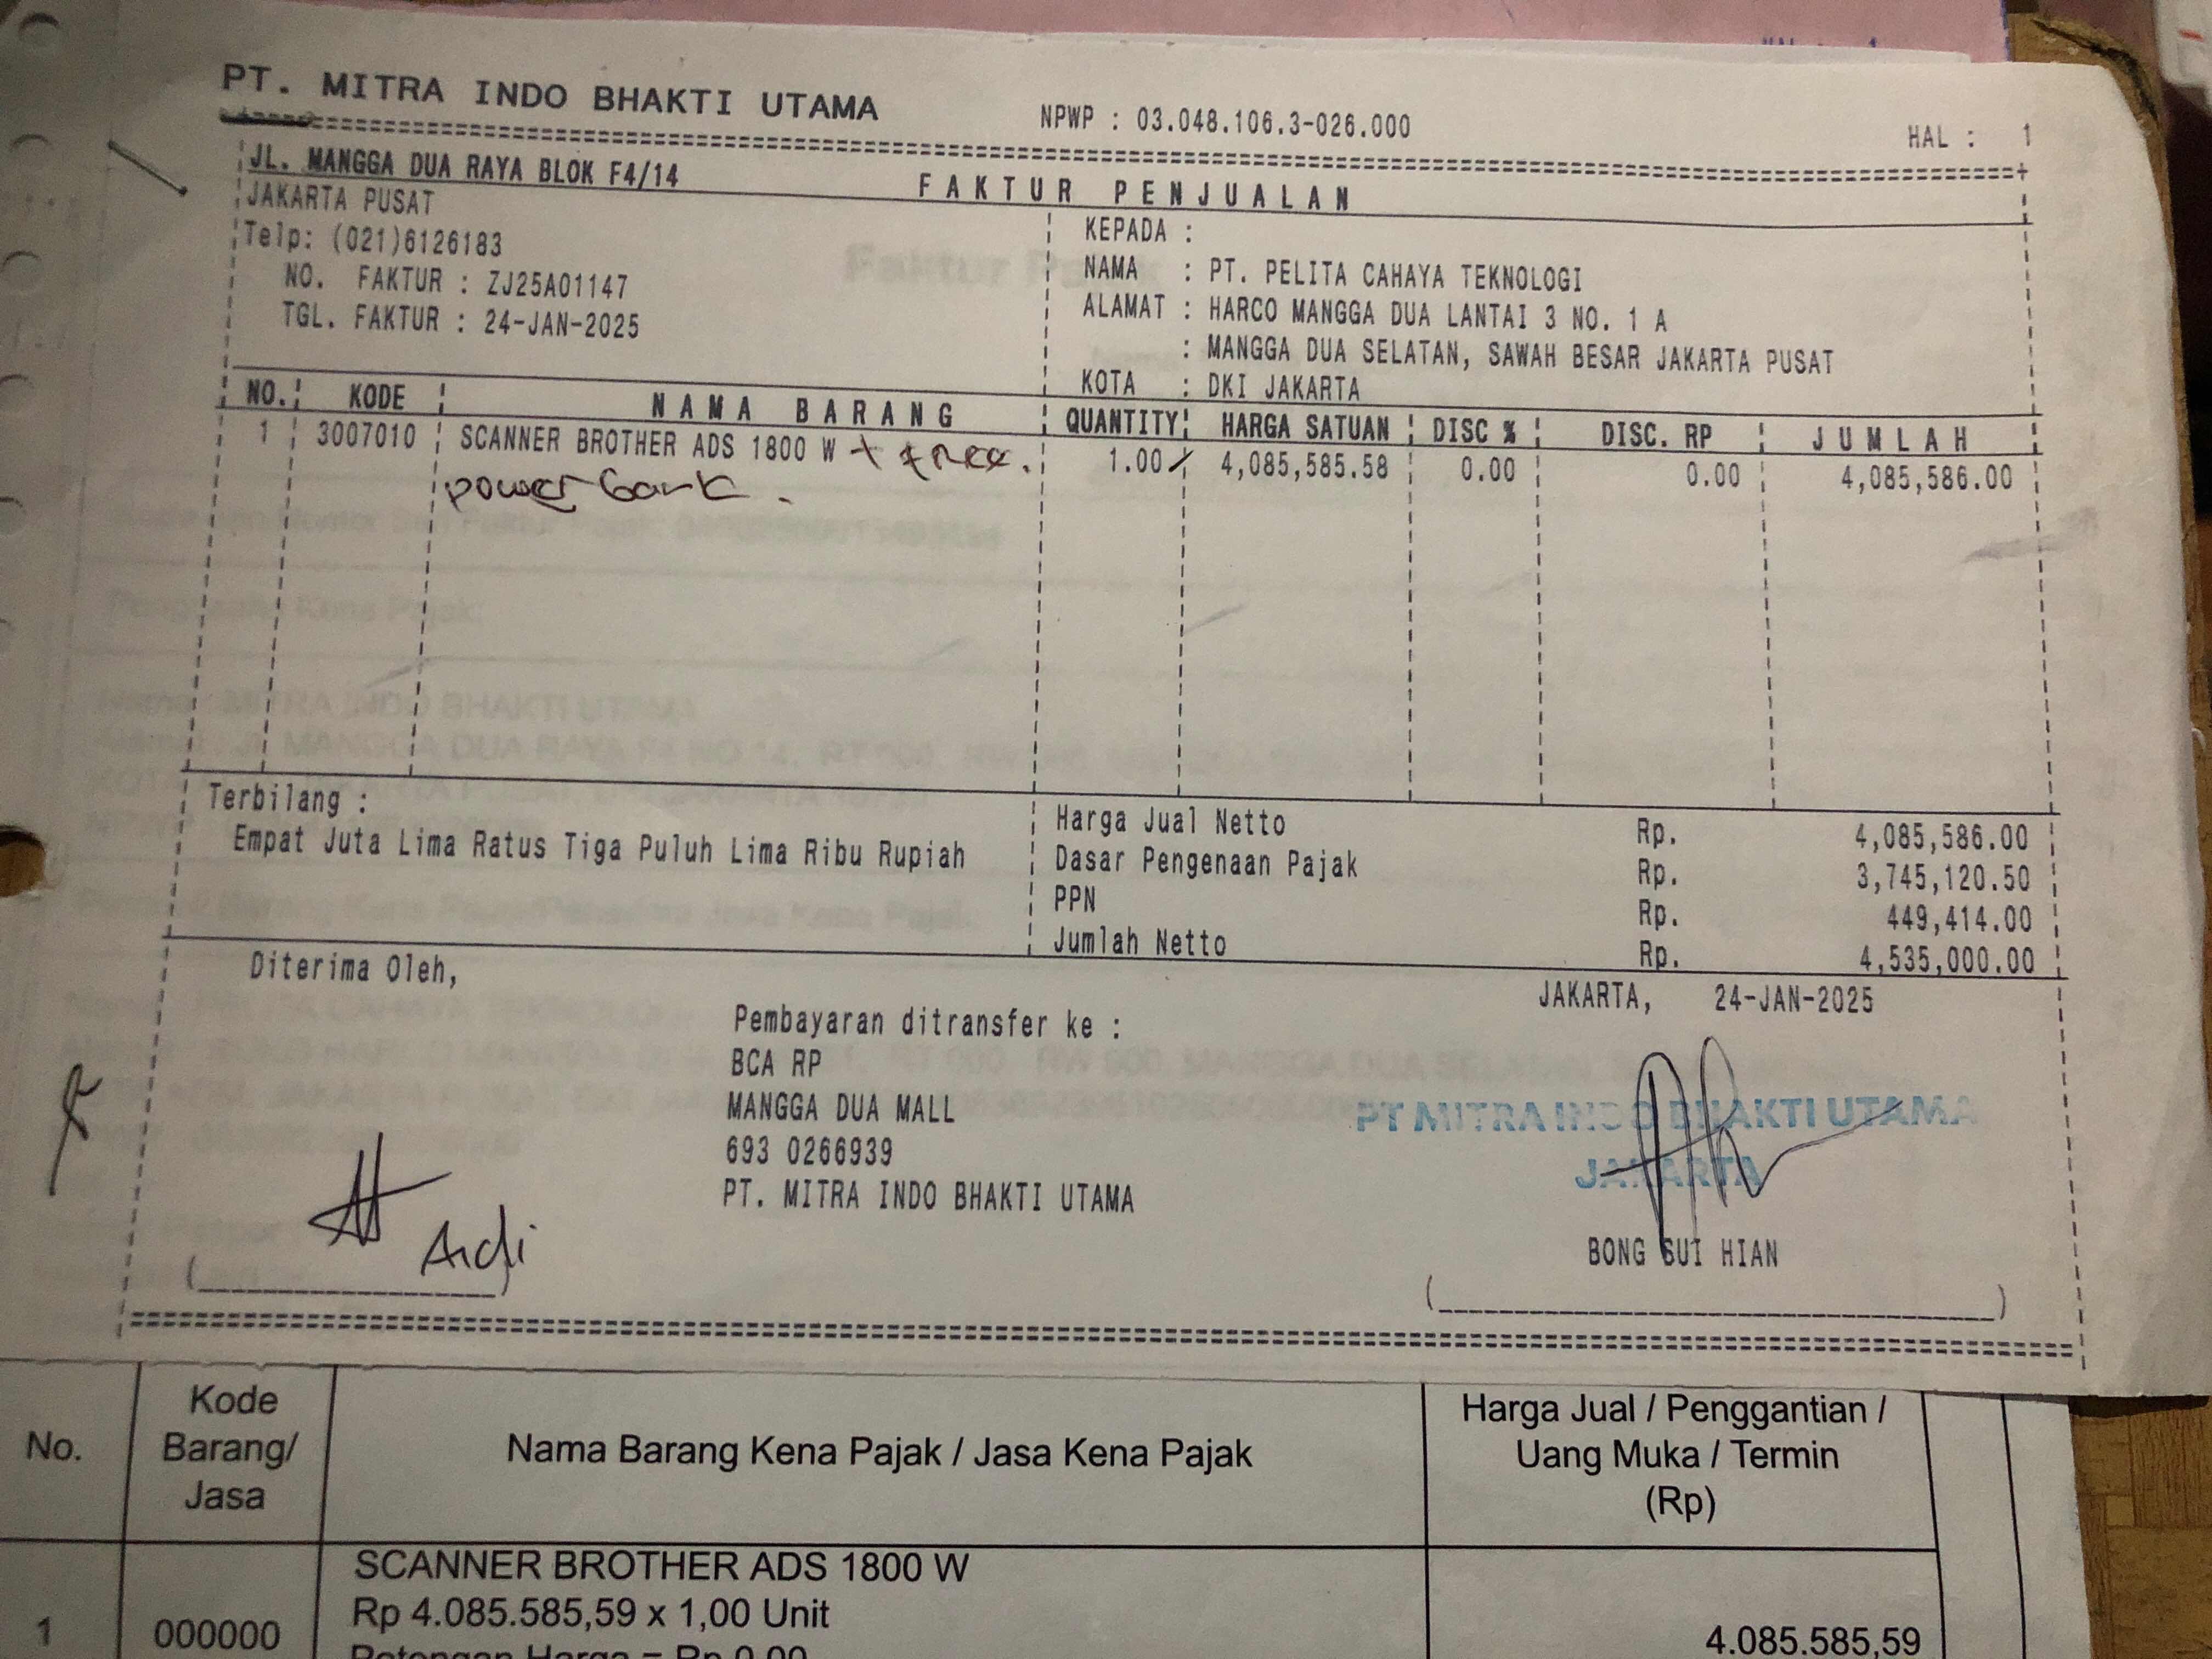 PT. MITRA INDO BHAKTI UTAMA
NPWP : 03.048.106.3-026.000
HAL : 1
JL. MANGGA DUA RAYA BLOK F4/14
FAKTUR PENJUALAN
JAKARTA PUSAT
Telp: (021)6126183
NO. FAKTUR : ZJ25A01147
TGL. FAKTUR : 24-JAN-2025
KEPADA :
NAMA : PT. PELITA CAHAYA TEKNOLOGI
ALAMAT : HARCO MANGGA DUA LANTAI 3 NO. 1 A
: MANGGA DUA SELATAN, SAWAH BESAR JAKARTA PUSAT
KOTA : DKI JAKARTA
NO. KODE NAMA BARANG QUANTITY HARGA SATUAN DISC % DISC. RP JUMLAH
1 3007010 SCANNER BROTHER ADS 1800 W + free. 1.00 4,085,585.58 0.00 0.00 4,085,586.00
power bank.
Terbilang :
Empat Juta Lima Ratus Tiga Puluh Lima Ribu Rupiah
Harga Jual Netto Rp. 4,085,586.00
Dasar Pengenaan Pajak Rp. 3,745,120.50
PPN Rp. 449,414.00
Jumlah Netto Rp. 4,535,000.00
Diterima Oleh,
JAKARTA, 24-JAN-2025
Pembayaran ditransfer ke :
BCA RP
MANGGA DUA MALL
693 0266939
PT. MITRA INDO BHAKTI UTAMA
Ardi
PT MITRA INDO BHAKTI UTAMA
JAKARTA
BONG SUI HIAN
No.
Kode Barang/ Jasa
Nama Barang Kena Pajak / Jasa Kena Pajak
Harga Jual / Penggantian /
Uang Muka / Termin
(Rp)
1 000000
SCANNER BROTHER ADS 1800 W
Rp 4.085.585,59 x 1,00 Unit
Potongan Harga = Rp 0,00
4.085.585,59